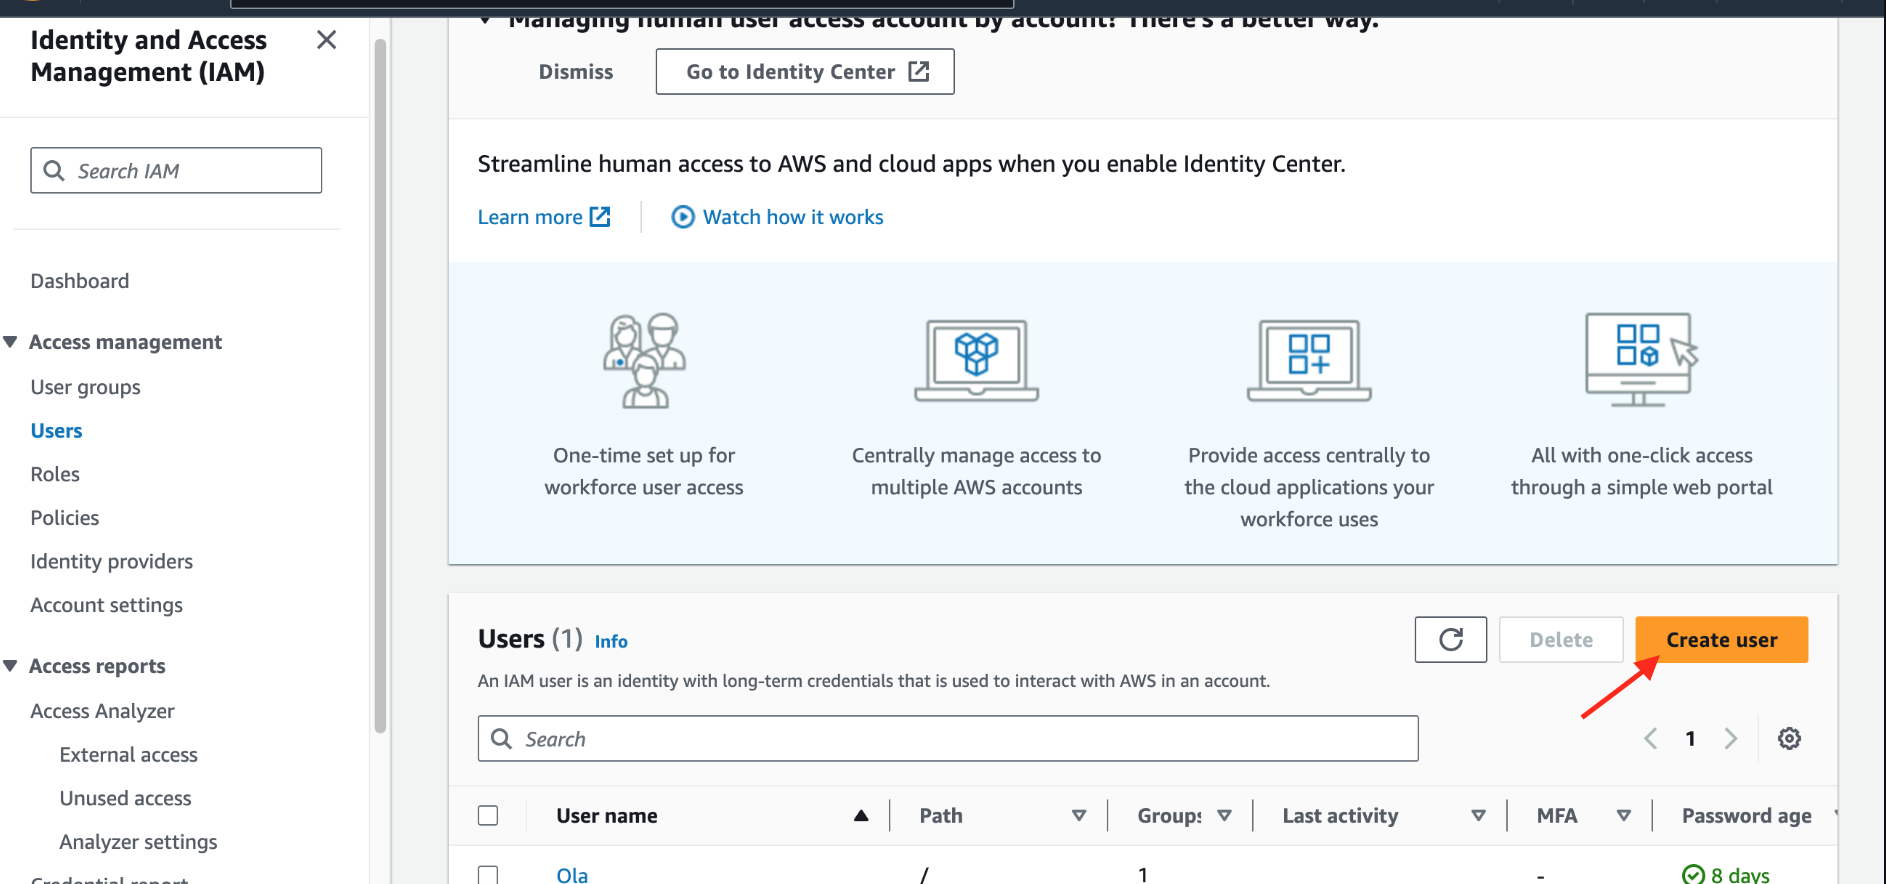 Identity and Access
Management (IAM)
Search IAM
Dashboard
Access management
User groups
Users
Roles
Policies
Identity providers
Account settings
Access reports
Access Analyzer
External access
Unused access
Analyzer settings
Credential report
Managing human user access account by account? There's a better way.
Dismiss
Go to Identity Center
Streamline human access to AWS and cloud apps when you enable Identity Center.
Learn more
Watch how it works
One-time set up for
workforce user access
Centrally manage access to
multiple AWS accounts
Provide access centrally to
the cloud applications your
workforce uses
All with one-click access
through a simple web portal
Users (1) Info
Delete
Create user
An IAM user is an identity with long-term credentials that is used to interact with AWS in an account.
Search
1
User name
Path
Groups
Last activity
MFA
Password age
Ola
/
1
-
8 days